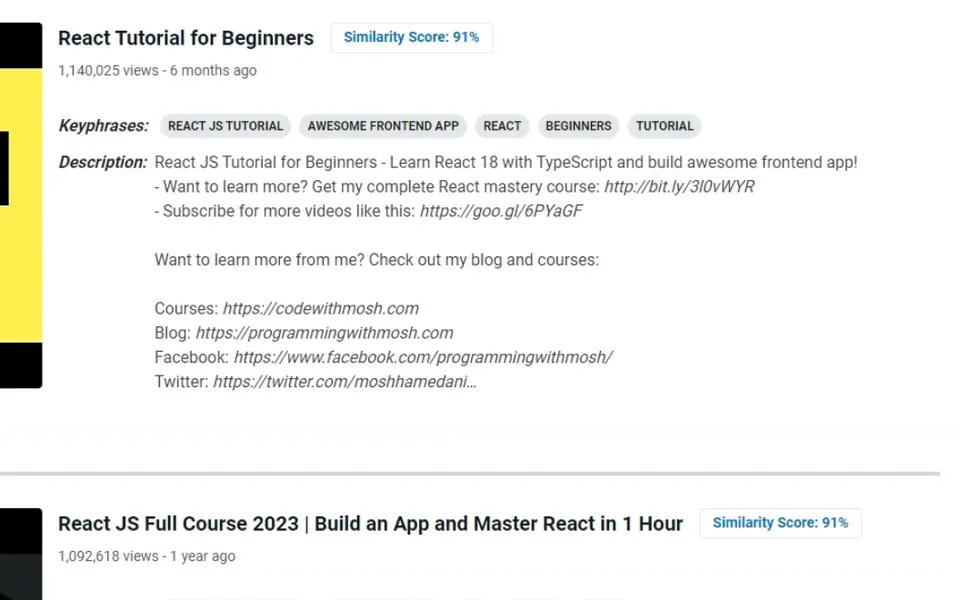 React Tutorial for Beginners Similarity Score: 91%
1,140,025 views - 6 months ago
Keyphrases: REACT JS TUTORIAL AWESOME FRONTEND APP REACT BEGINNERS TUTORIAL
Description: React JS Tutorial for Beginners - Learn React 18 with TypeScript and build awesome frontend app!
- Want to learn more? Get my complete React mastery course: http://bit.ly/3l0vWYR
- Subscribe for more videos like this: https://goo.gl/6PYaGF
Want to learn more from me? Check out my blog and courses:
Courses: https://codewithmosh.com
Blog: https://programmingwithmosh.com
Facebook: https://www.facebook.com/programmingwithmosh/
Twitter: https://twitter.com/moshhamedani...
React JS Full Course 2023 | Build an App and Master React in 1 Hour Similarity Score: 91%
1,092,618 views - 1 year ago